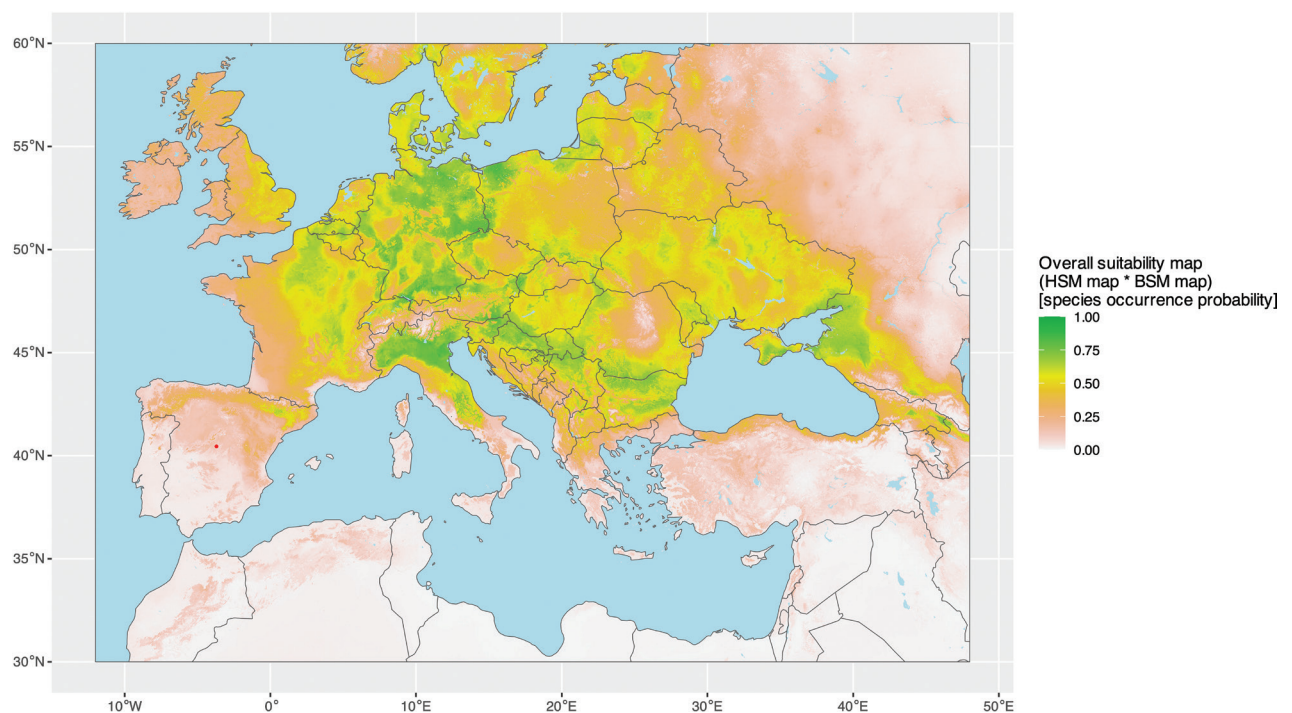 60°N
55°N
50°N
45°N
40°N
35°N
30°N
10°W
0°
10°E
20°E
30°E
40°E
50°E
Overall suitability map
(HSM map * BSM map)
[species occurrence probability]
1.00
0.75
0.50
0.25
0.00